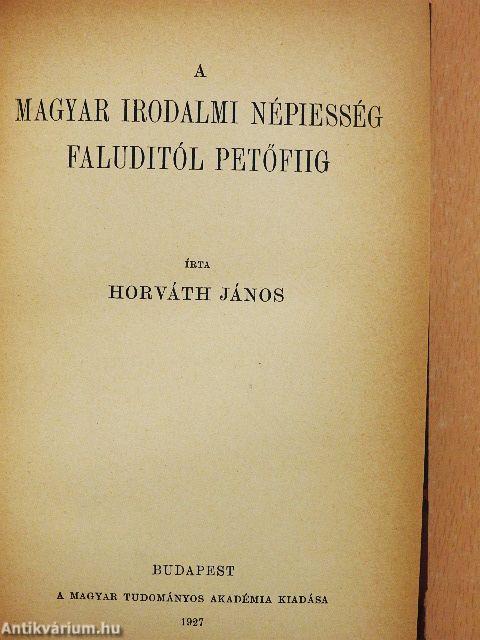 A
MAGYAR IRODALMI NÉPIESSÉG
FALUDITÓL PETŐFIIG
ÍRTA
HORVÁTH JÁNOS
BUDAPEST
A MAGYAR TUDOMÁNYOS AKADÉMIA KIADÁSA
1927
Antikvárium.hu